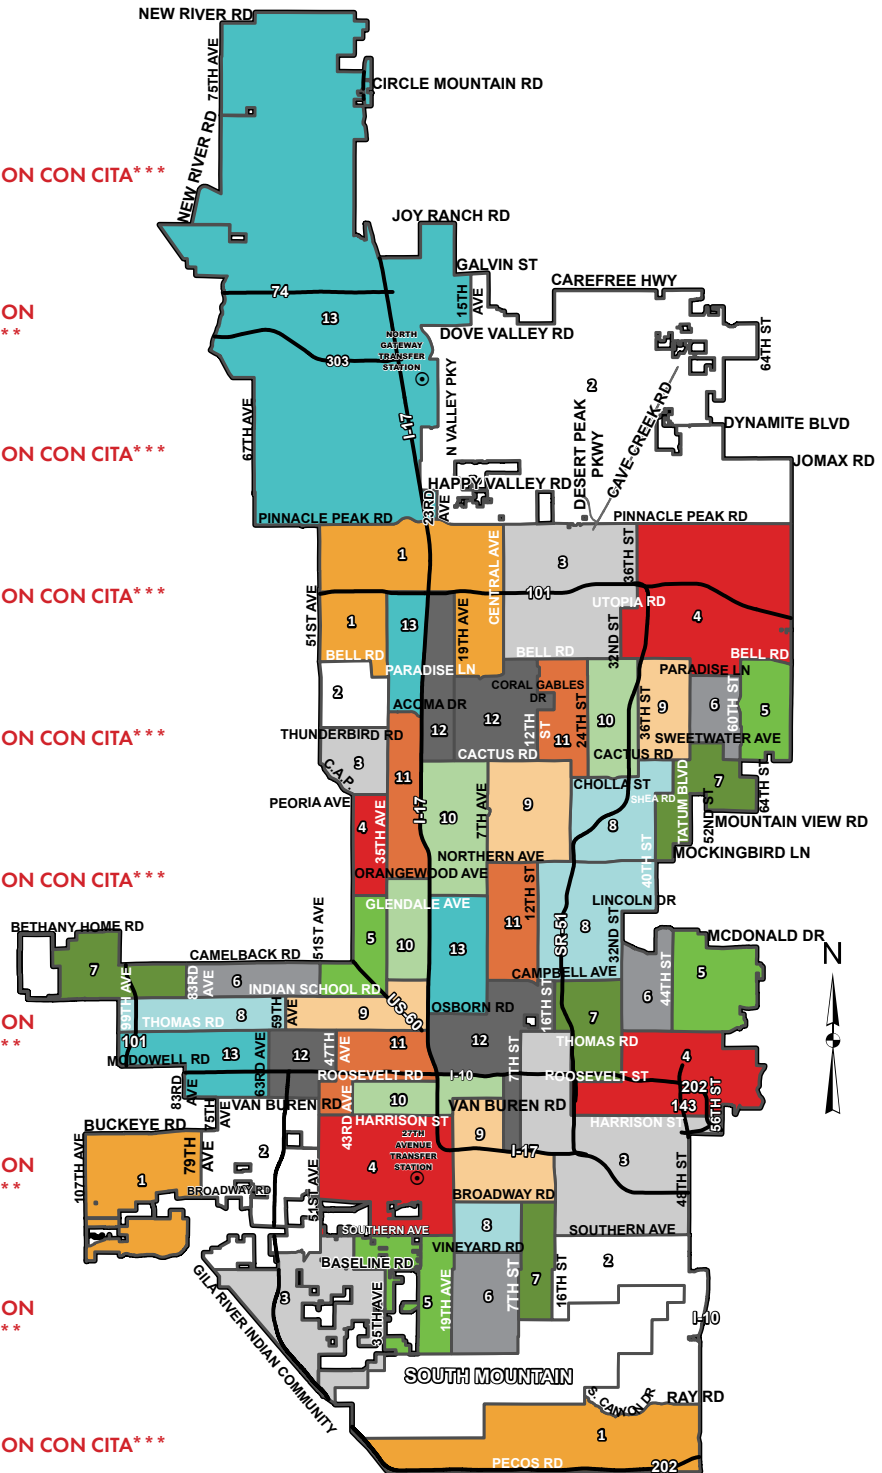 NEW RIVER RD
75TH AVE
CIRCLE MOUNTAIN RD
NEW RIVER RD
ON CON CITA***
JOY RANCH RD
GALVIN ST
CAREFREE HWY
74
15TH
AVE
ON
**
13
DOVE VALLEY RD
64TH ST
NORTH
GATEWAY
TRANSFER
STATION
303
N VALLEY PKY
2
67TH AVE
I-17
DESERT PEAK
PKWY
CAVE CREEK RD
DYNAMITE BLVD
ON CON CITA***
JOMAX RD
HAPPY VALLEY RD
23RD
AVE
PINNACLE PEAK RD
PINNACLE PEAK RD
1
CENTRAL AVE
3
36TH ST
101
UTOPIA RD
ON CON CITA***
51ST AVE
1
13
19TH AVE
32ND ST
4
BELL RD
BELL RD
BELL RD
PARADISE LN
PARADISE LN
2
CORAL GABLES
DR
ACOMA DR
12
12
12TH
ST
11
24TH ST
10
36TH ST
9
6
60TH ST
5
ON CON CITA***
THUNDERBIRD RD
SWEETWATER AVE
CACTUS RD
CACTUS RD
3
C.A.P.
11
CHOLLA ST
7
64TH ST
PEORIA AVE
I-17
10
7TH AVE
9
SHEA RD
TATUM BLVD
52ND ST
MOUNTAIN VIEW RD
4
35TH AVE
8
40TH ST
NORTHERN AVE
MOCKINGBIRD LN
ORANGEWOOD AVE
ON CON CITA***
GLENDALE AVE
12TH ST
LINCOLN DR
BETHANY HOME RD
51ST AVE
5
10
13
11
SR-51
8
32ND ST
MCDONALD DR
N
CAMELBACK RD
7
99TH AVE
83RD
AVE
6
CAMPBELL AVE
44TH ST
5
INDIAN SCHOOL RD
6
US-60
OSBORN RD
16TH ST
ON
**
THOMAS RD
8
59TH
AVE
9
7
101
MCDOWELL RD
13
63RD AVE
12
47TH
AVE
11
12
7TH ST
THOMAS RD
4
ROOSEVELT RD
I-10
ROOSEVELT ST
202
83RD
AVE
75TH
AVE
VAN BUREN RD
43RD AVE
10
VAN BUREN RD
143
56TH ST
BUCKEYE RD
HARRISON ST
HARRISON ST
27TH
AVENUE
TRANSFER
STATION
9
I-17
79TH
AVE
2
3
ON
**
107TH AVE
1
4
48TH ST
BROADWAY RD
51ST AVE
BROADWAY RD
SOUTHERN AVE
8
SOUTHERN AVE
VINEYARD RD
BASELINE RD
2
GILA RIVER INDIAN COMMUNITY
3
35TH AVE
5
19TH AVE
6
7TH ST
7
16TH ST
ON
**
I-10
SOUTH MOUNTAIN
S. CANYON DR
RAY RD
ON CON CITA***
1
PECOS RD
202